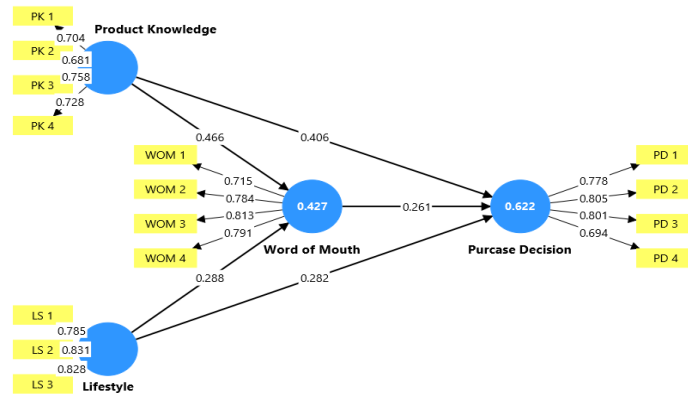 PK 1
Product Knowledge
0.704
PK 2
0.681
0.758
PK 3
0.728
PK 4
0.466
0.406
WOM 1
0.715
WOM 2
0.784
WOM 3
0.813
0.791
WOM 4
0.427
Word of Mouth
0.261
0.622
Purcase Decision
0.778
PD 1
0.805
PD 2
0.801
PD 3
0.694
PD 4
0.288
0.282
LS 1
0.785
LS 2
0.831
0.828
LS 3
Lifestyle